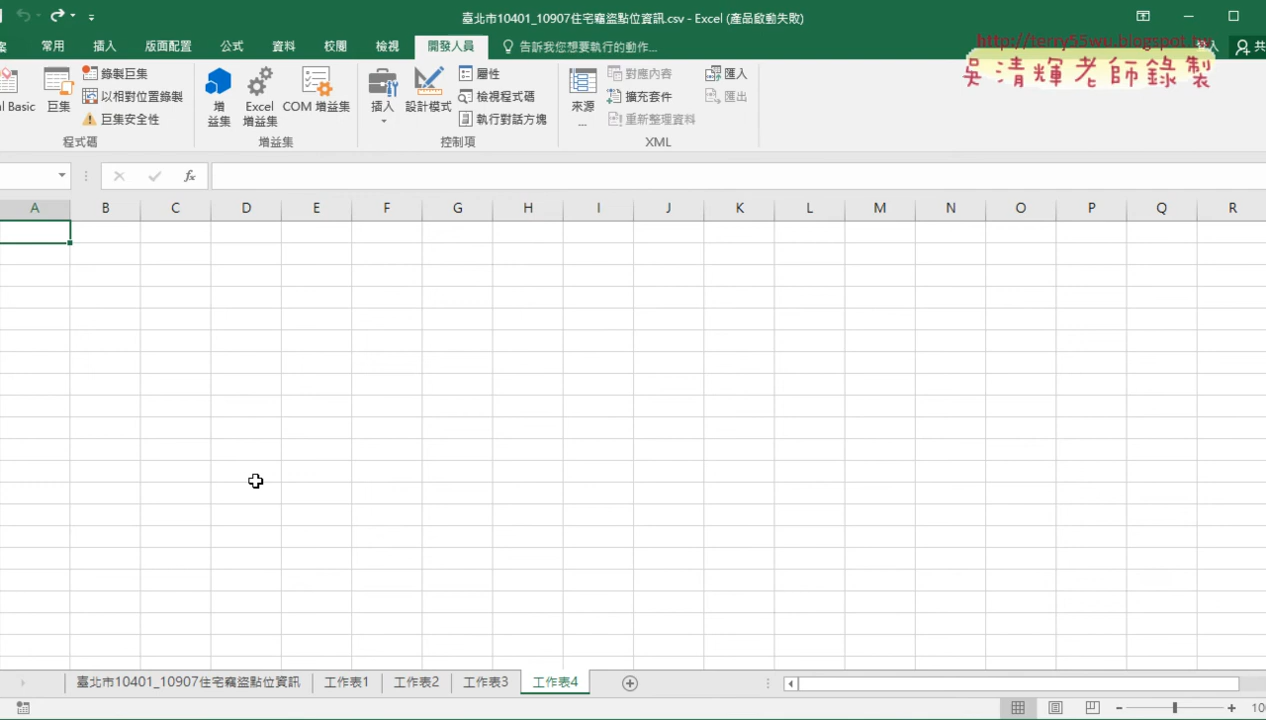 臺北市10401_10907住宅竊盜點位資訊.csv - Excel (產品啟動失敗)
http://terry55wu.blogspot.tw
吳清輝老師錄製
常用 插入 版面配置 公式 資料 校閱 檢視 開發人員 告訴我您想要執行的動作...
al Basic
巨集
錄製巨集
以相對位置錄製
巨集安全性
程式碼
增益集
Excel 增益集
COM 增益集
增益集
插入
設計模式
屬性
檢視程式碼
執行對話方塊
控制項
來源
對應內容
擴充套件
重新整理資料
匯入
匯出
XML
fx
A B C D E F G H I J K L M N O P Q R
臺北市10401_10907住宅竊盜點位資訊 工作表1 工作表2 工作表3 工作表4